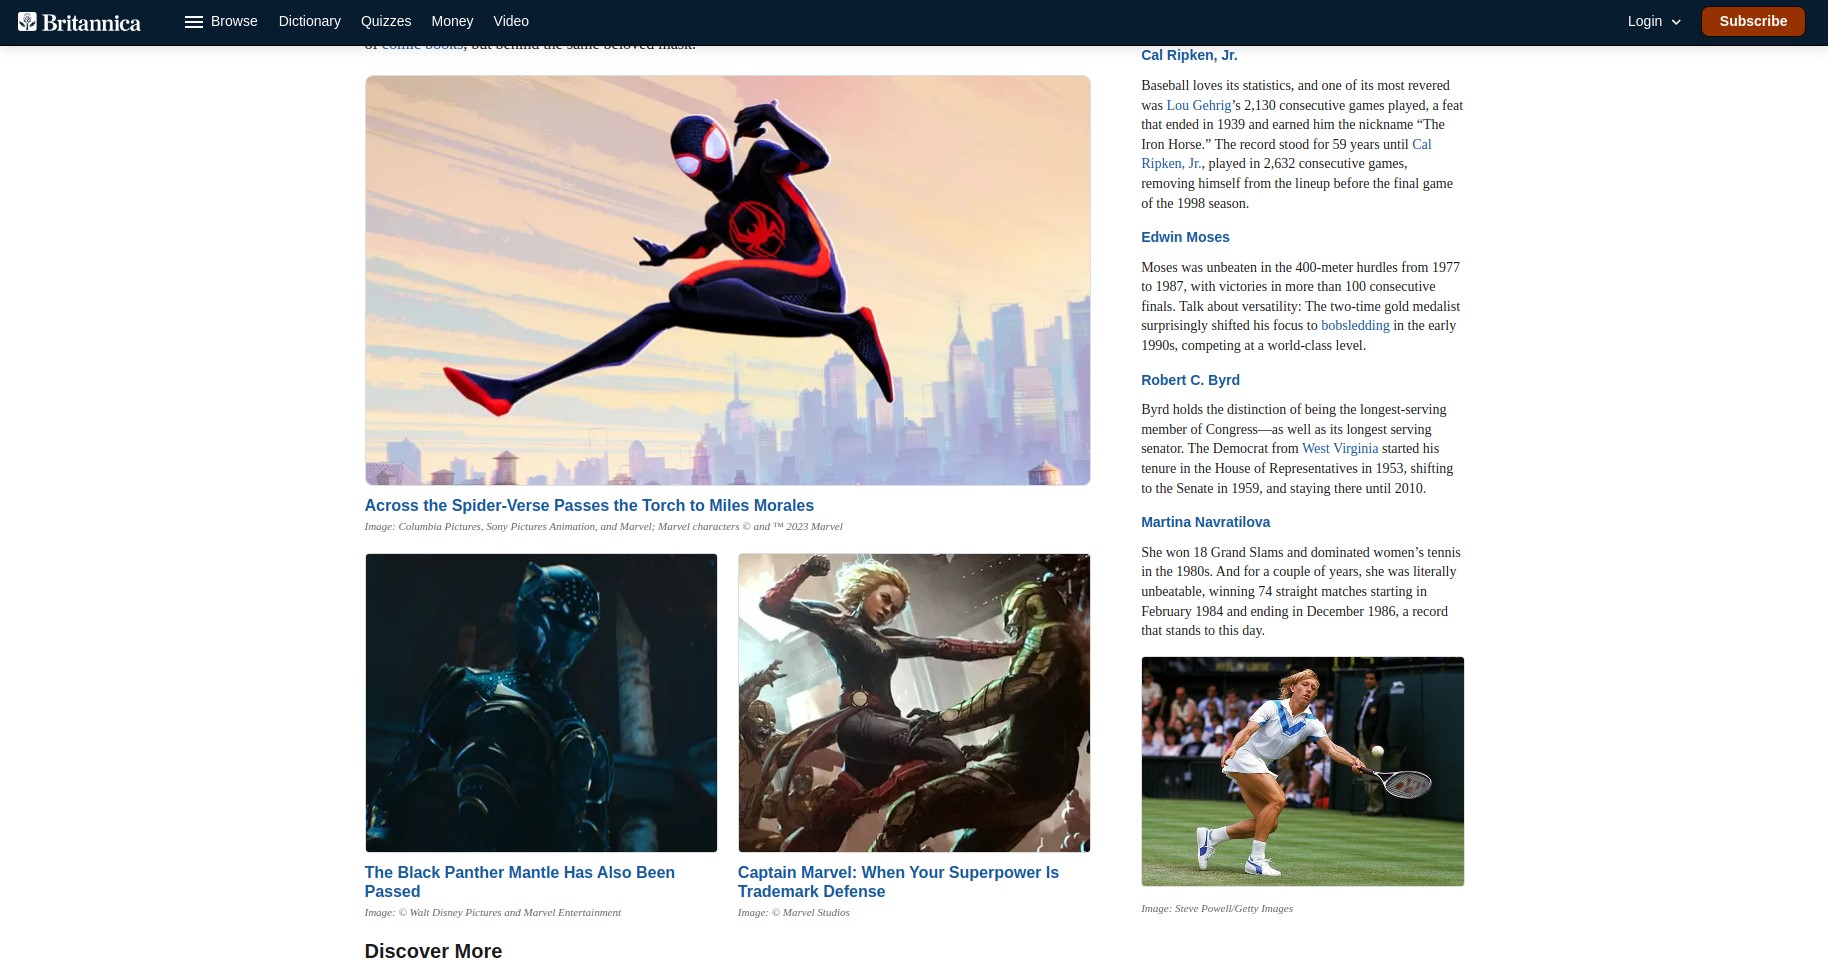 Britannica
Browse
Dictionary
Quizzes
Money
Video
Login
Subscribe
of comic books, but behind the same beloved mask.
Across the Spider-Verse Passes the Torch to Miles Morales
Image: Columbia Pictures, Sony Pictures Animation, and Marvel; Marvel characters © and ™ 2023 Marvel
The Black Panther Mantle Has Also Been
Passed
Image: © Walt Disney Pictures and Marvel Entertainment
Captain Marvel: When Your Superpower Is
Trademark Defense
Image: © Marvel Studios
Discover More
Cal Ripken, Jr.
Baseball loves its statistics, and one of its most revered
was Lou Gehrig’s 2,130 consecutive games played, a feat
that ended in 1939 and earned him the nickname “The
Iron Horse.” The record stood for 59 years until Cal
Ripken, Jr., played in 2,632 consecutive games,
removing himself from the lineup before the final game
of the 1998 season.
Edwin Moses
Moses was unbeaten in the 400-meter hurdles from 1977
to 1987, with victories in more than 100 consecutive
finals. Talk about versatility: The two-time gold medalist
surprisingly shifted his focus to bobsledding in the early
1990s, competing at a world-class level.
Robert C. Byrd
Byrd holds the distinction of being the longest-serving
member of Congress—as well as its longest serving
senator. The Democrat from West Virginia started his
tenure in the House of Representatives in 1953, shifting
to the Senate in 1959, and staying there until 2010.
Martina Navratilova
She won 18 Grand Slams and dominated women’s tennis
in the 1980s. And for a couple of years, she was literally
unbeatable, winning 74 straight matches starting in
February 1984 and ending in December 1986, a record
that stands to this day.
Image: Steve Powell/Getty Images